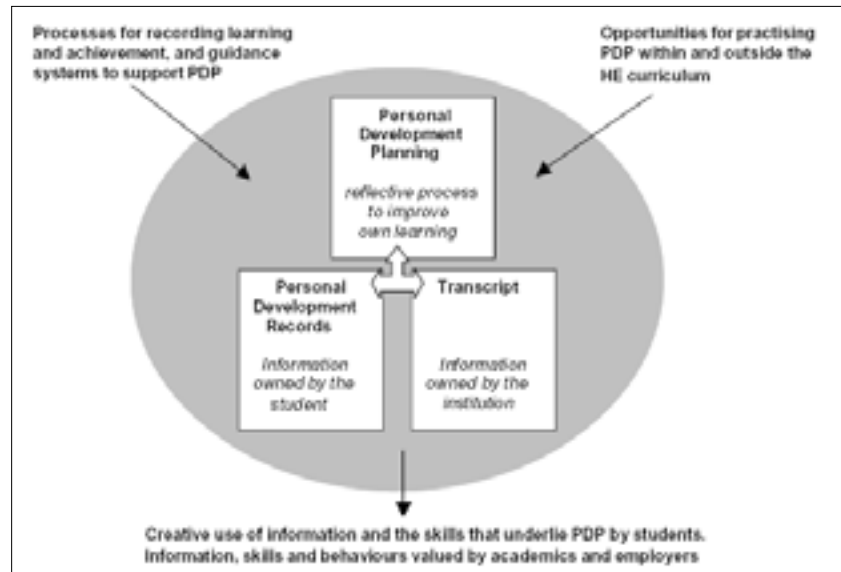 Processes for recording learning
and achievement, and guidance
systems to support PDP
Opportunities for practising
PDP within and outside the
HE curriculum
Personal
Development
Planning
reflective process
to improve
own learning
Personal
Development
Records
Information
owned by the
student
Transcript
Information
owned by the
institution
Creative use of information and the skills that underlie PDP by students.
Information, skills and behaviours valued by academics and employers